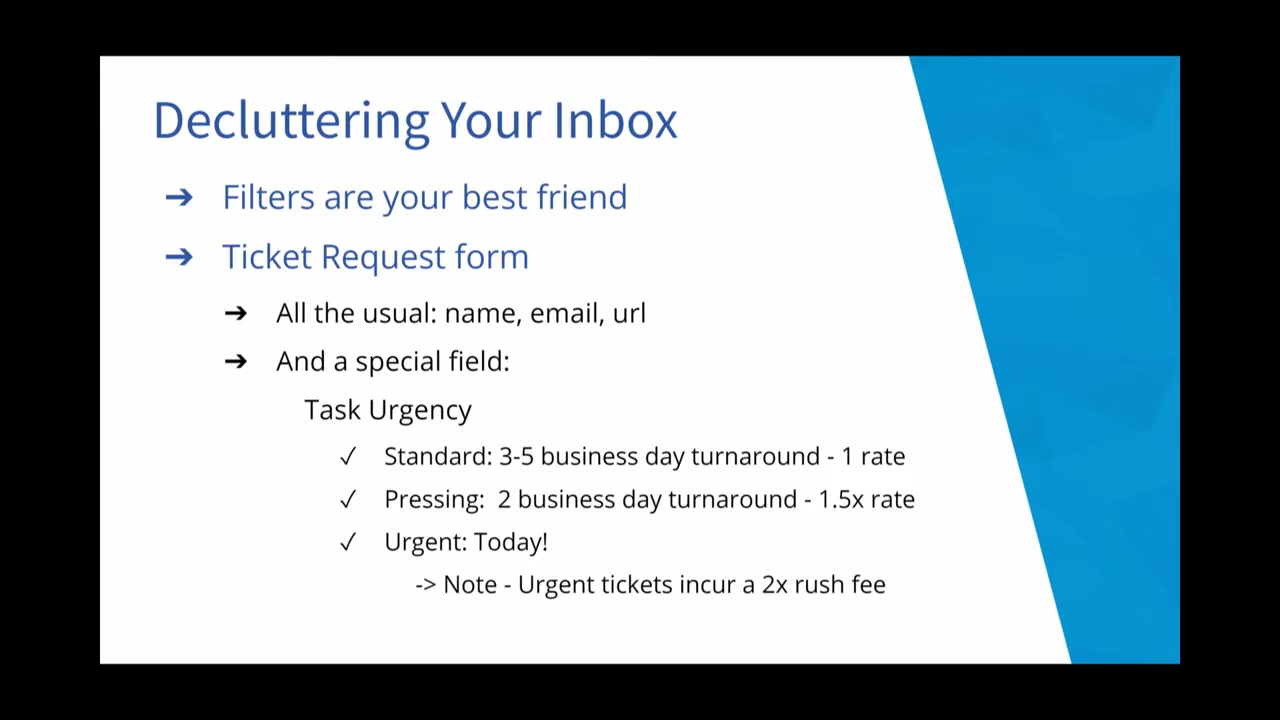 Decluttering Your Inbox
➔ Filters are your best friend
➔ Ticket Request form
➔ All the usual: name, email, url
➔ And a special field:
Task Urgency
✓ Standard: 3-5 business day turnaround - 1 rate
✓ Pressing:  2 business day turnaround - 1.5x rate
✓ Urgent: Today!
-> Note - Urgent tickets incur a 2x rush fee